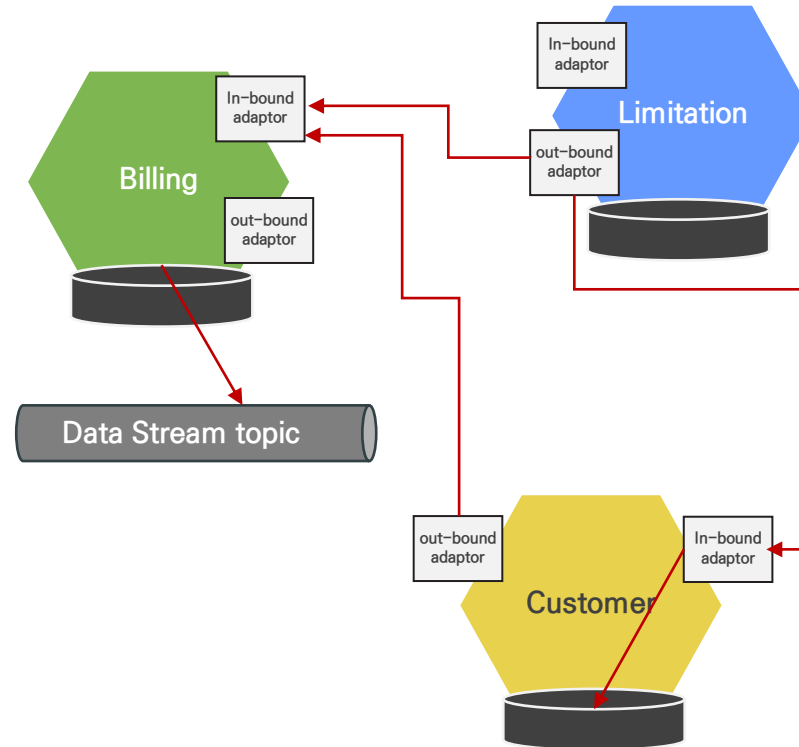 In-bound
adaptor
Limitation
out-bound
adaptor
In-bound
adaptor
Billing
out-bound
adaptor
Data Stream topic
out-bound
adaptor
In-bound
adaptor
Customer